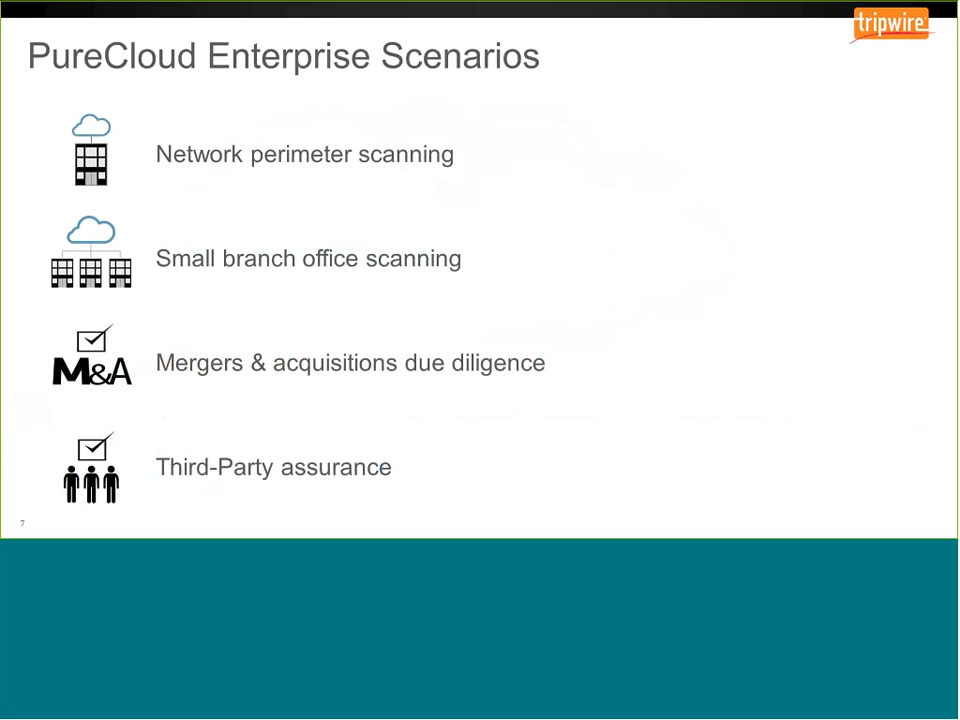 tripwire
PureCloud Enterprise Scenarios
Network perimeter scanning
Small branch office scanning
M&A
Mergers & acquisitions due diligence
Third-Party assurance
7